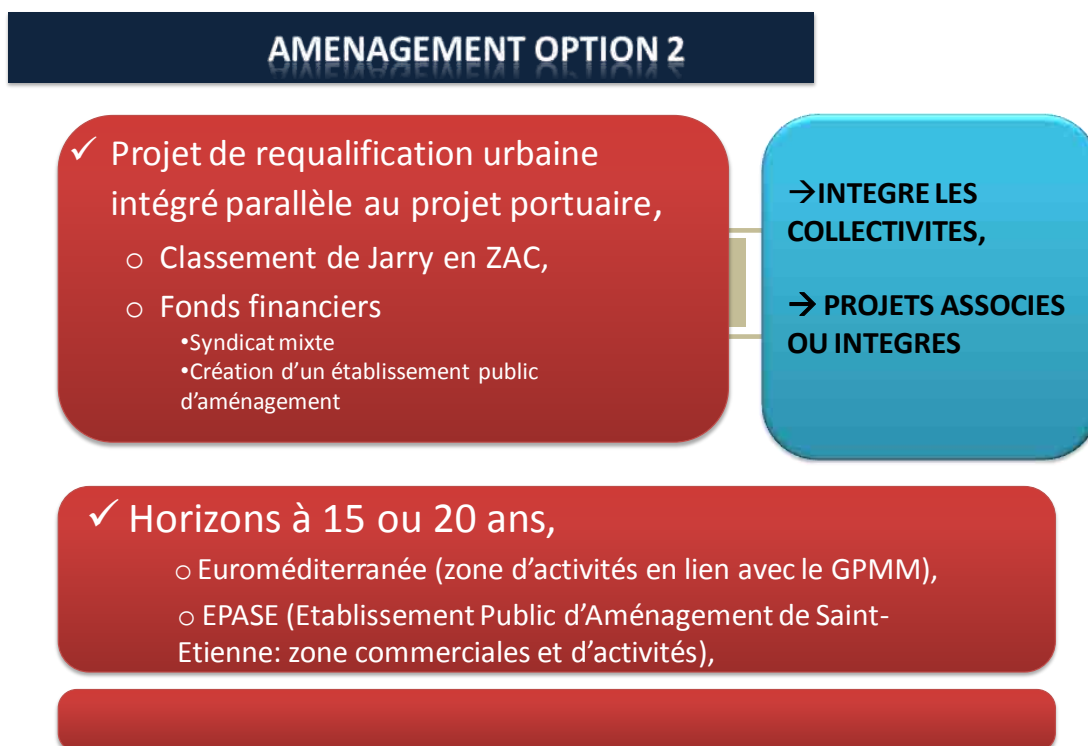 AMENAGEMENT OPTION 2
✓ Projet de requalification urbaine
intégré parallèle au projet portuaire,
o Classement de Jarry en ZAC,
o Fonds financiers
•Syndicat mixte
•Création d’un établissement public
d’aménagement
→INTEGRE LES
COLLECTIVITES,
→ PROJETS ASSOCIES
OU INTEGRES
✓ Horizons à 15 ou 20 ans,
o Euroméditerranée (zone d’activités en lien avec le GPMM),
o EPASE (Etablissement Public d’Aménagement de Saint-
Etienne: zone commerciales et d’activités),